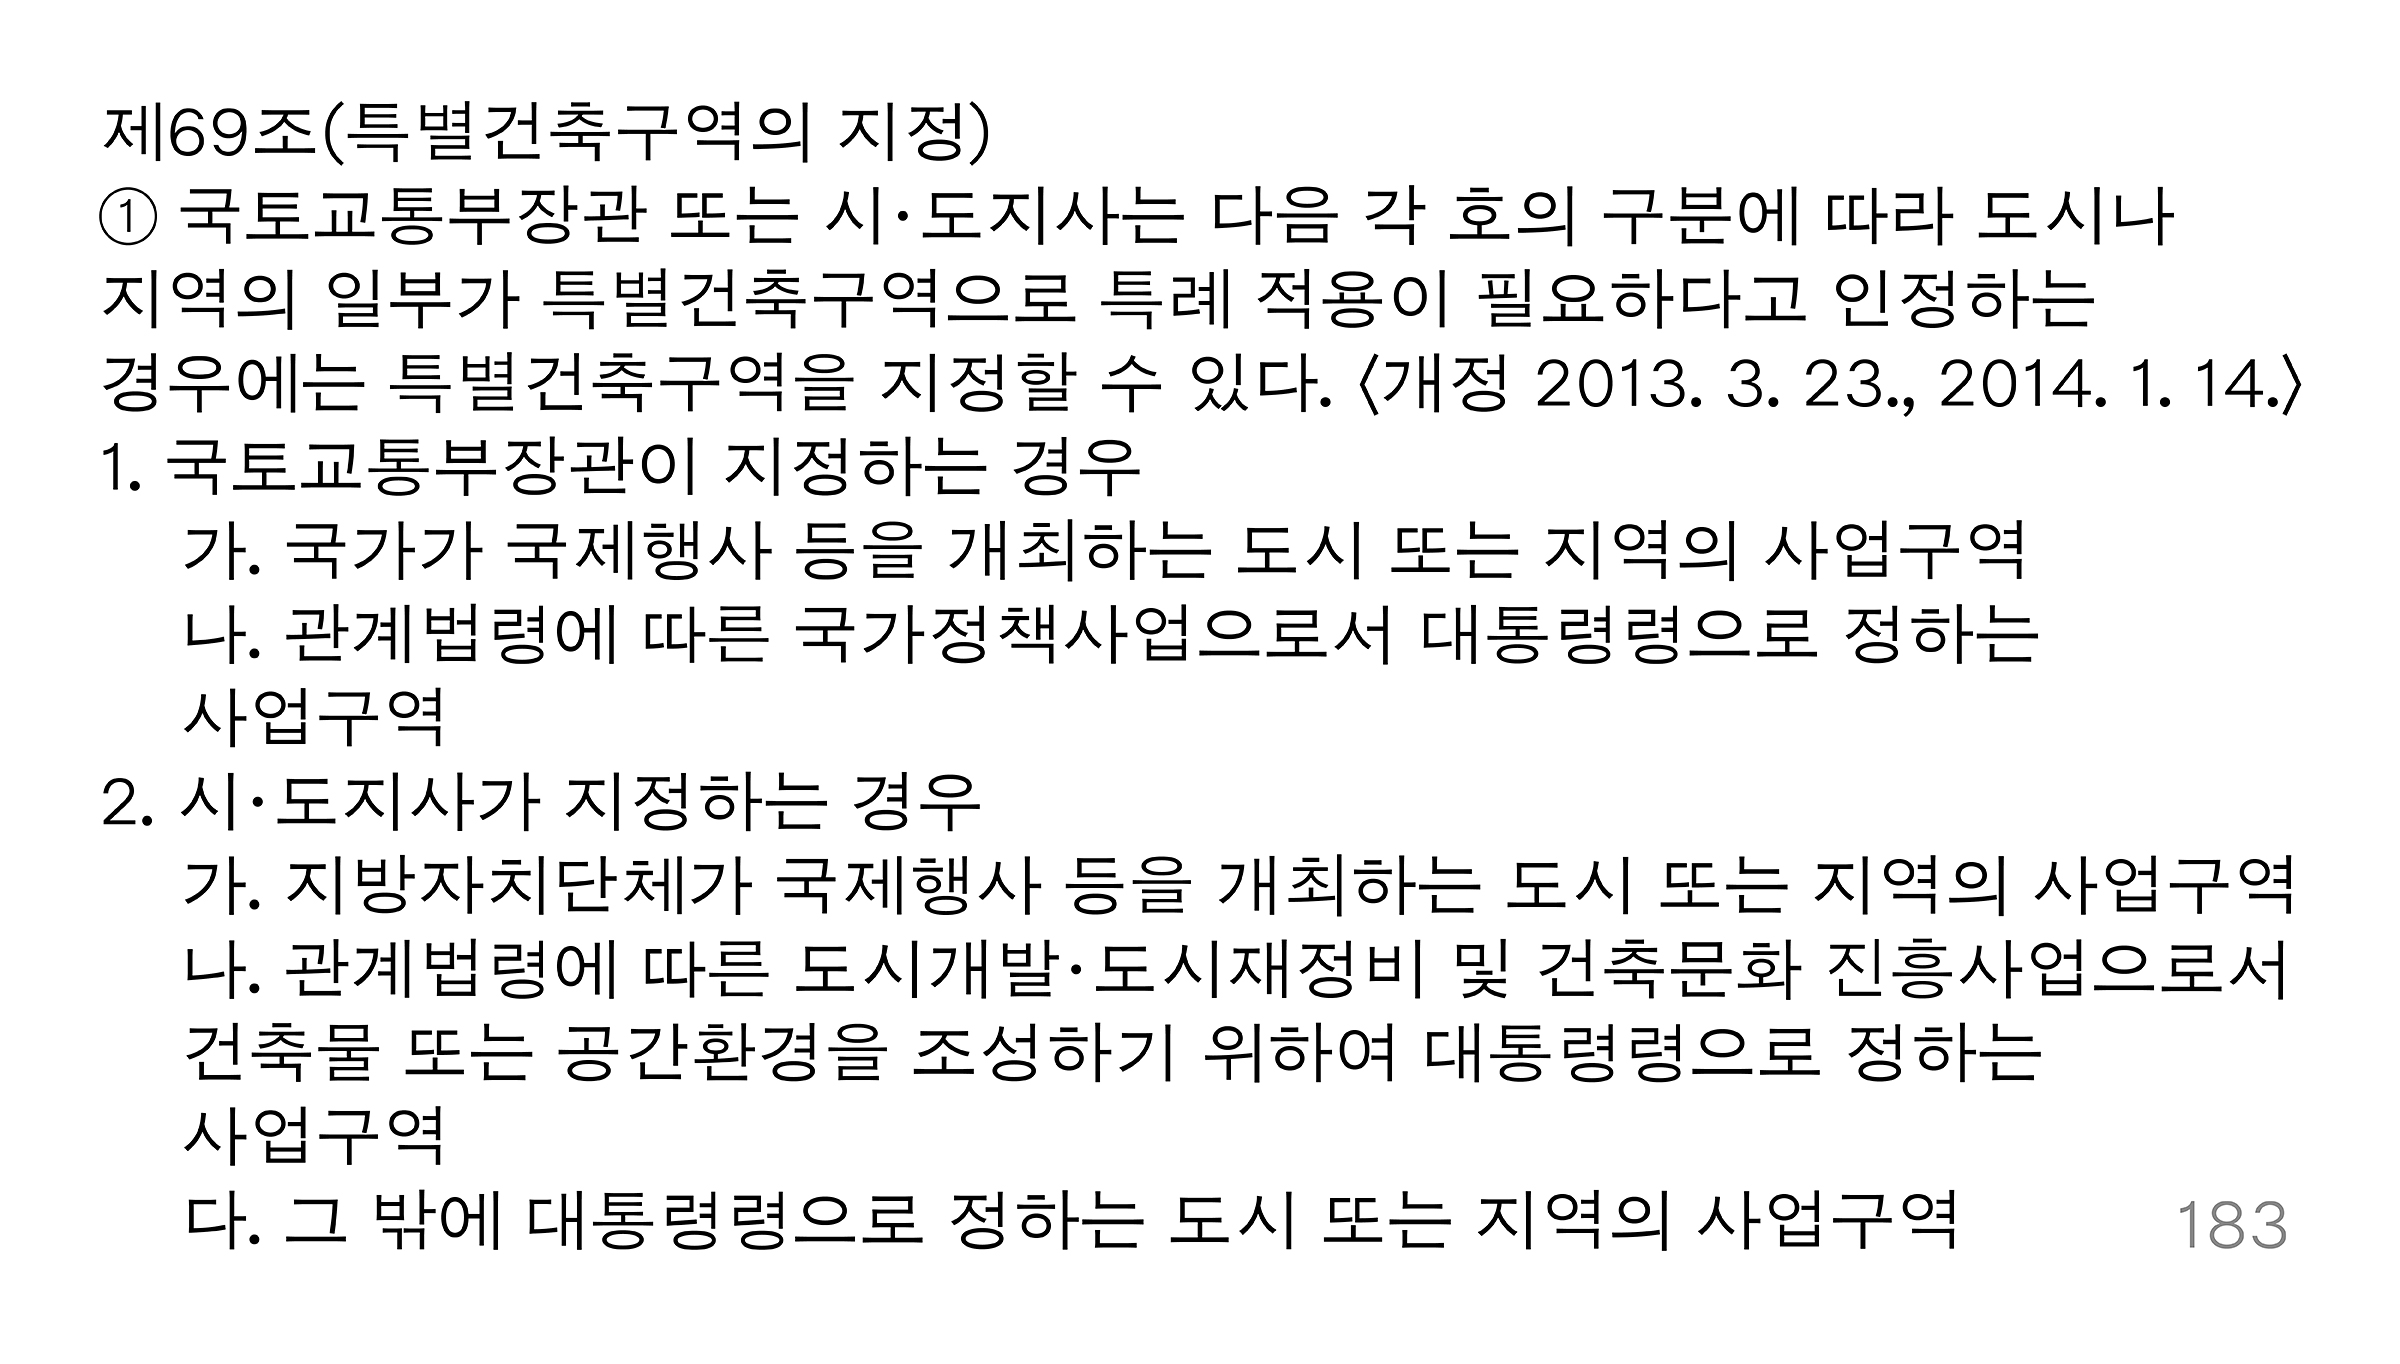 제69조(특별건축구역의 지정)
① 국토교통부장관 또는 시·도지사는 다음 각 호의 구분에 따라 도시나
지역의 일부가 특별건축구역으로 특례 적용이 필요하다고 인정하는
경우에는 특별건축구역을 지정할 수 있다. 〈개정 2013. 3. 23., 2014. 1. 14.〉
1. 국토교통부장관이 지정하는 경우
가. 국가가 국제행사 등을 개최하는 도시 또는 지역의 사업구역
나. 관계법령에 따른 국가정책사업으로서 대통령령으로 정하는
사업구역
2. 시·도지사가 지정하는 경우
가. 지방자치단체가 국제행사 등을 개최하는 도시 또는 지역의 사업구역
나. 관계법령에 따른 도시개발·도시재정비 및 건축문화 진흥사업으로서
건축물 또는 공간환경을 조성하기 위하여 대통령령으로 정하는
사업구역
다. 그 밖에 대통령령으로 정하는 도시 또는 지역의 사업구역
183